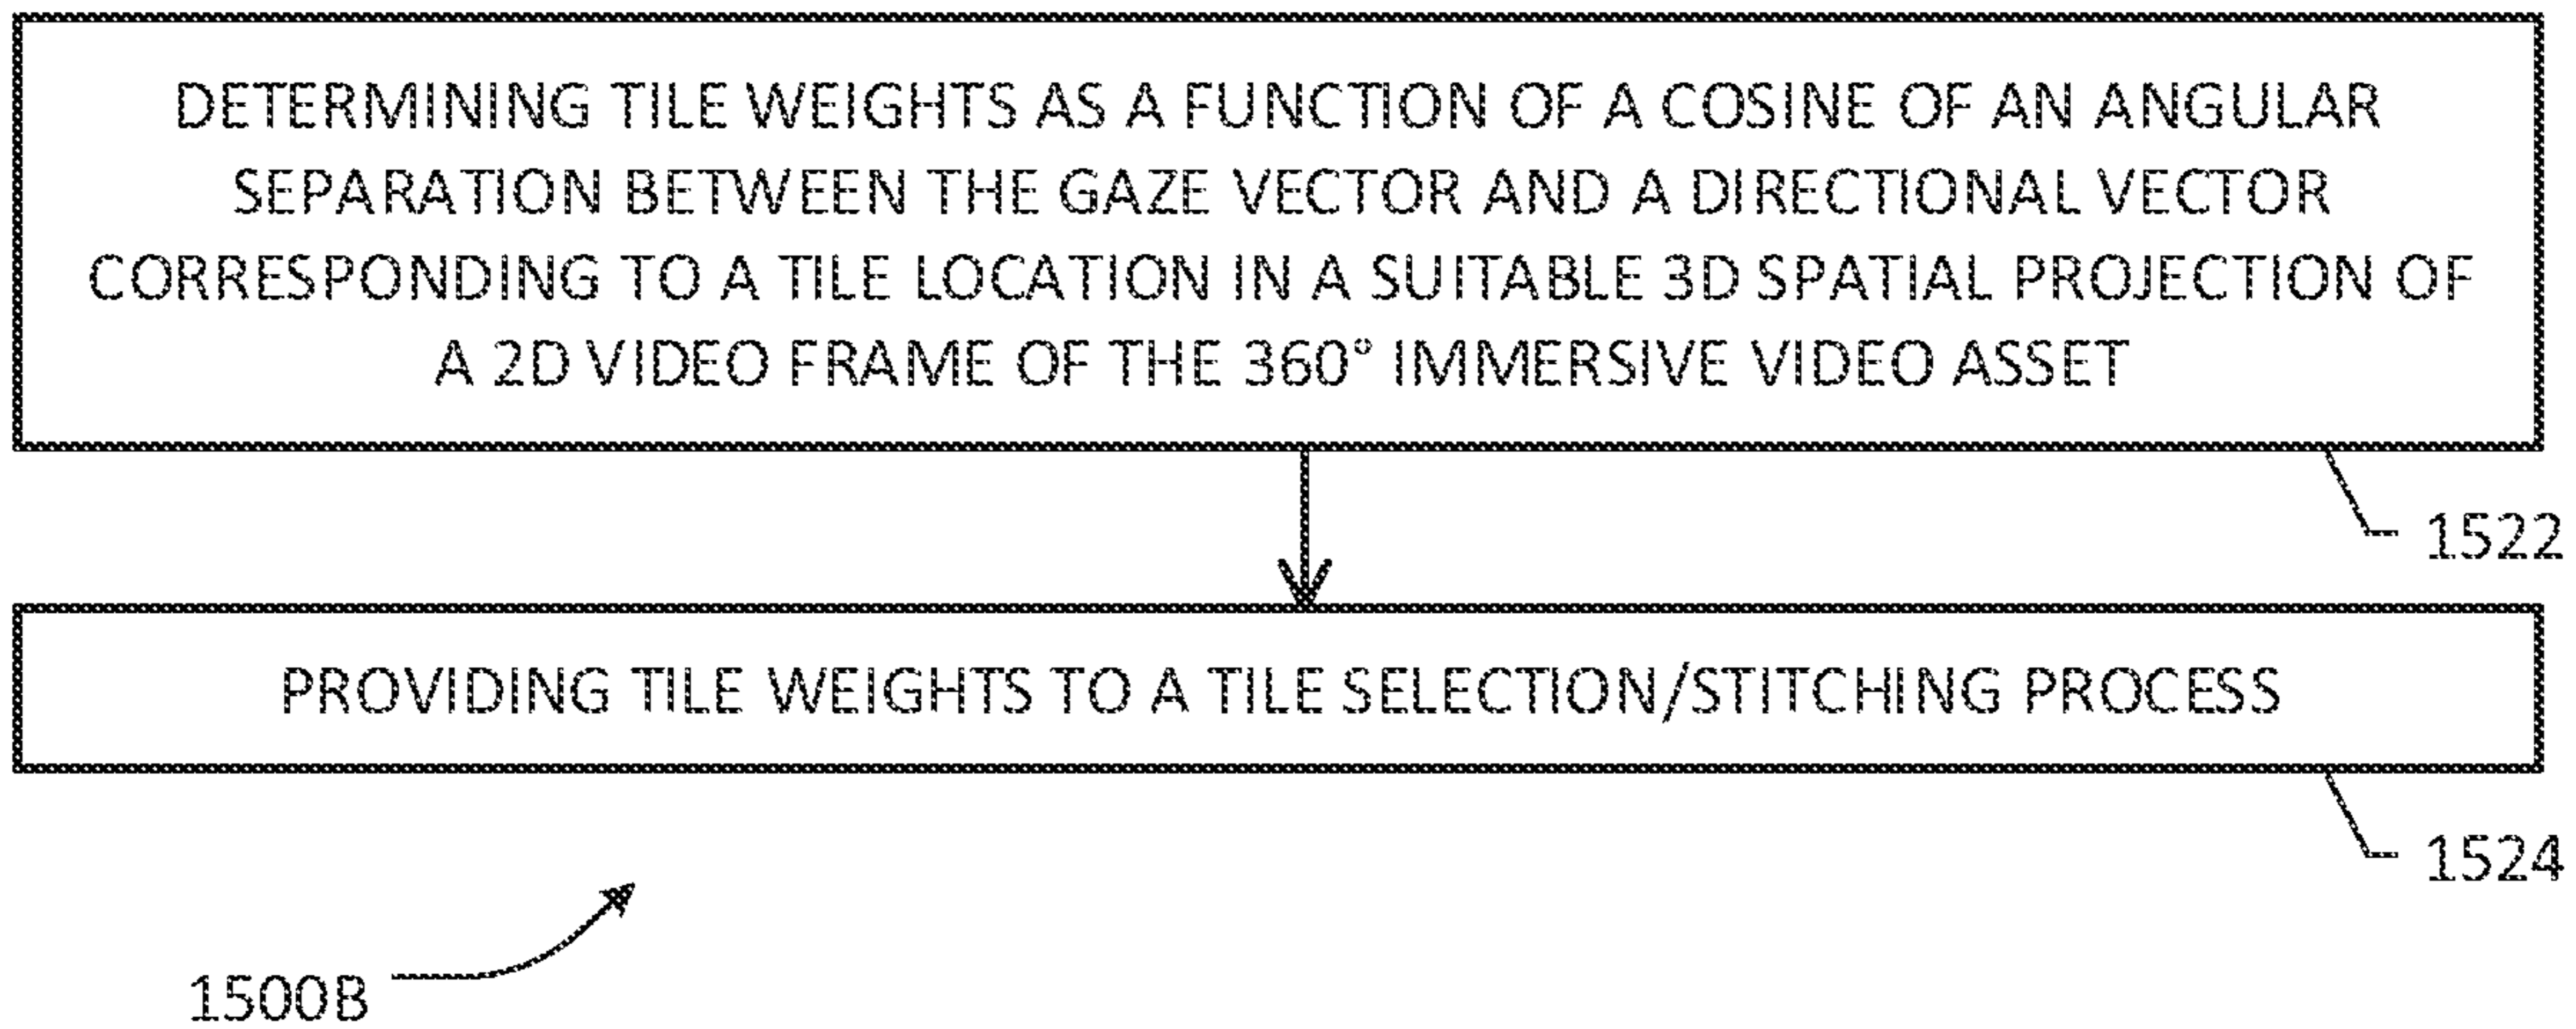 DETERMINING TILE WEIGHTS AS A FUNCTION OF A COSINE OF AN ANGULAR
SEPARATION BETWEEN THE GAZE VECTOR AND A DIRECTIONAL VECTOR
CORRESPONDING TO A TILE LOCATION IN A SUITABLE 3D SPATIAL PROJECTION OF
A 2D VIDEO FRAME OF THE 360° IMMERSIVE VIDEO ASSET
1522
PROVIDING TILE WEIGHTS TO A TILE SELECTION/STITCHING PROCESS
1524
1500B